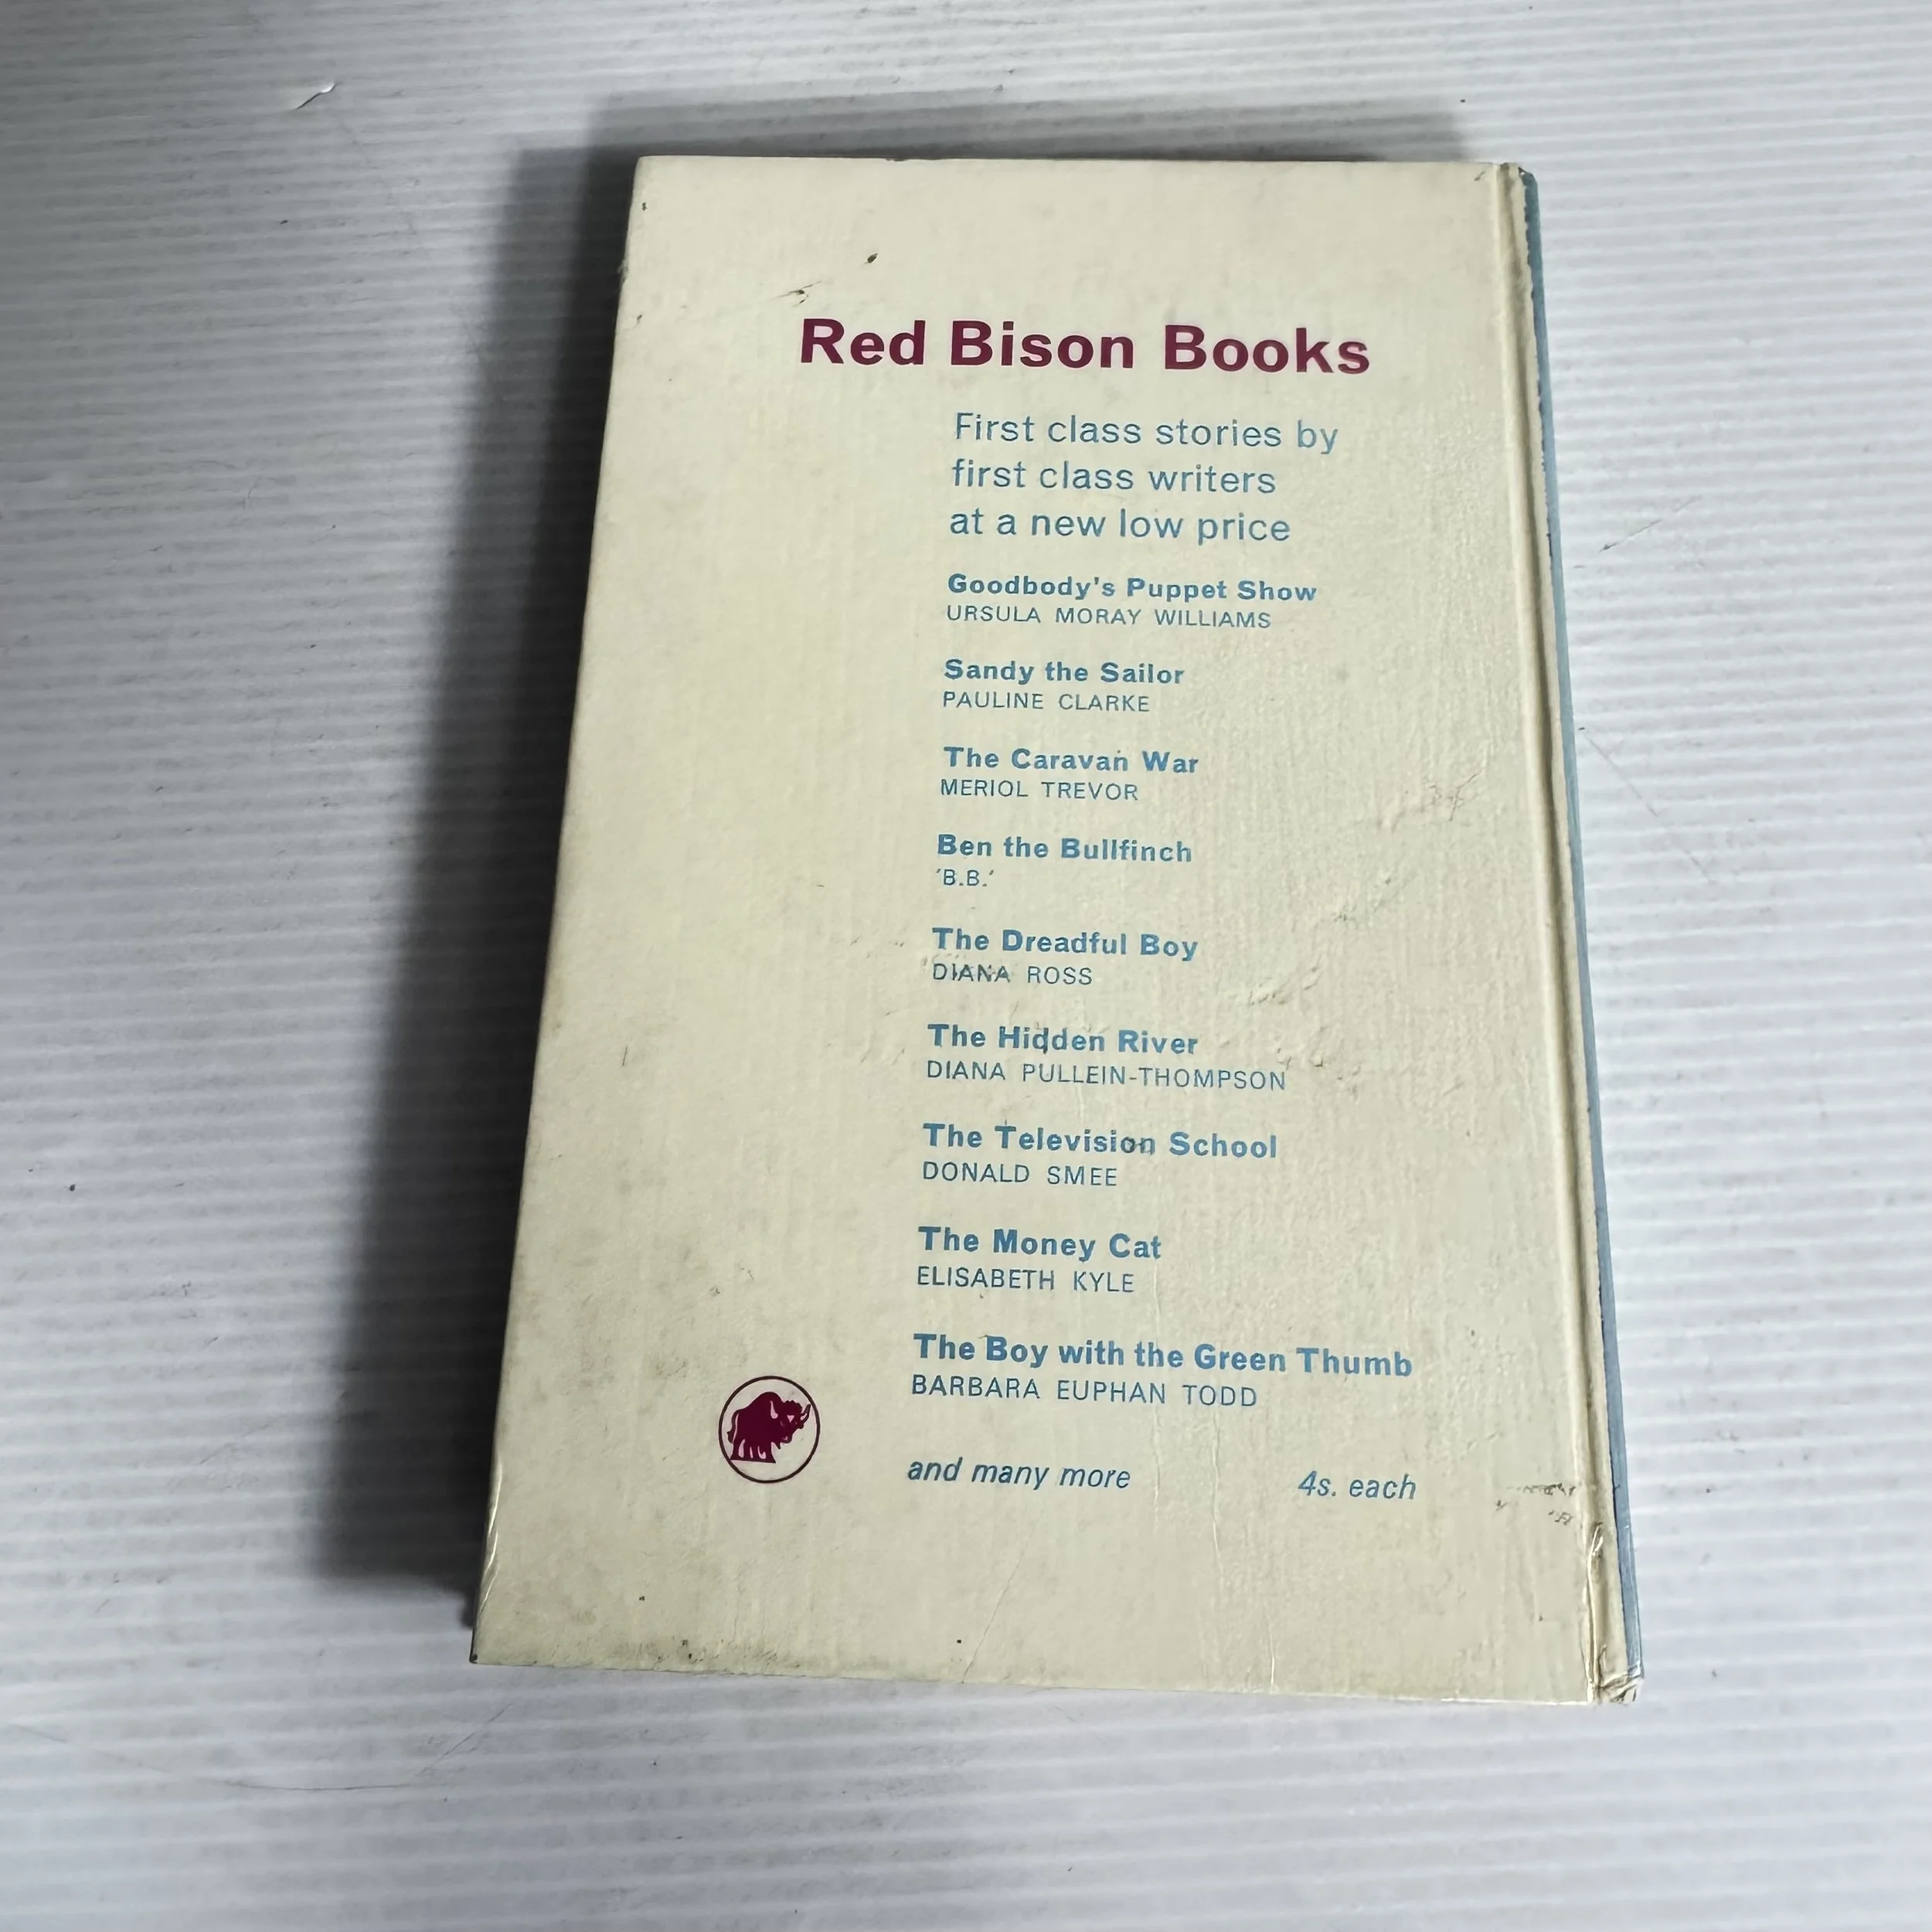 Red Bison Books
First class stories by
first class writers
at a new low price
Goodbody's Puppet Show
URSULA MORAY WILLIAMS
Sandy the Sailor
PAULINE CLARKE
The Caravan War
MERIOL TREVOR
Ben the Bullfinch
'B.B.'
The Dreadful Boy
DIANA ROSS
The Hidden River
DIANA PULLEIN-THOMPSON
The Television School
DONALD SMEE
The Money Cat
ELISABETH KYLE
The Boy with the Green Thumb
BARBARA EUPHAN TODD
and many more 4s. each